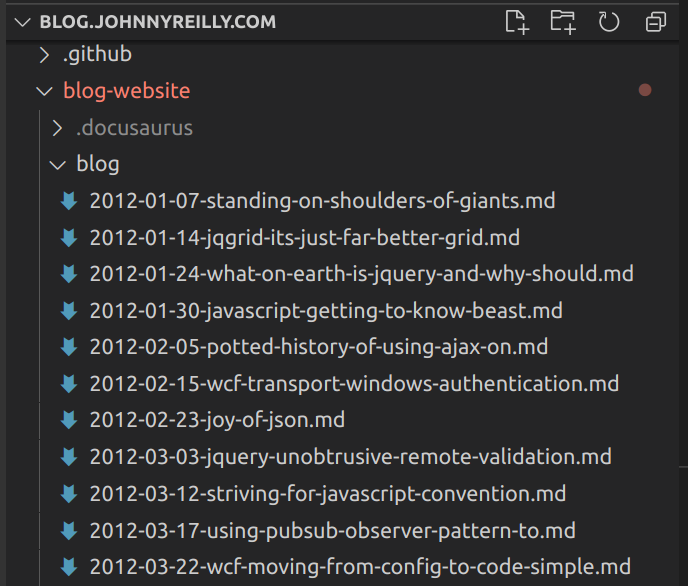 BLOG.JOHNNYREILLY.COM
.github
blog-website
.docusaurus
blog
2012-01-07-standing-on-shoulders-of-giants.md
2012-01-14-jqgrid-its-just-far-better-grid.md
2012-01-24-what-on-earth-is-jquery-and-why-should.md
2012-01-30-javascript-getting-to-know-beast.md
2012-02-05-potted-history-of-using-ajax-on.md
2012-02-15-wcf-transport-windows-authentication.md
2012-02-23-joy-of-json.md
2012-03-03-jquery-unobtrusive-remote-validation.md
2012-03-12-striving-for-javascript-convention.md
2012-03-17-using-pubsub-observer-pattern-to.md
2012-03-22-wcf-moving-from-config-to-code-simple.md